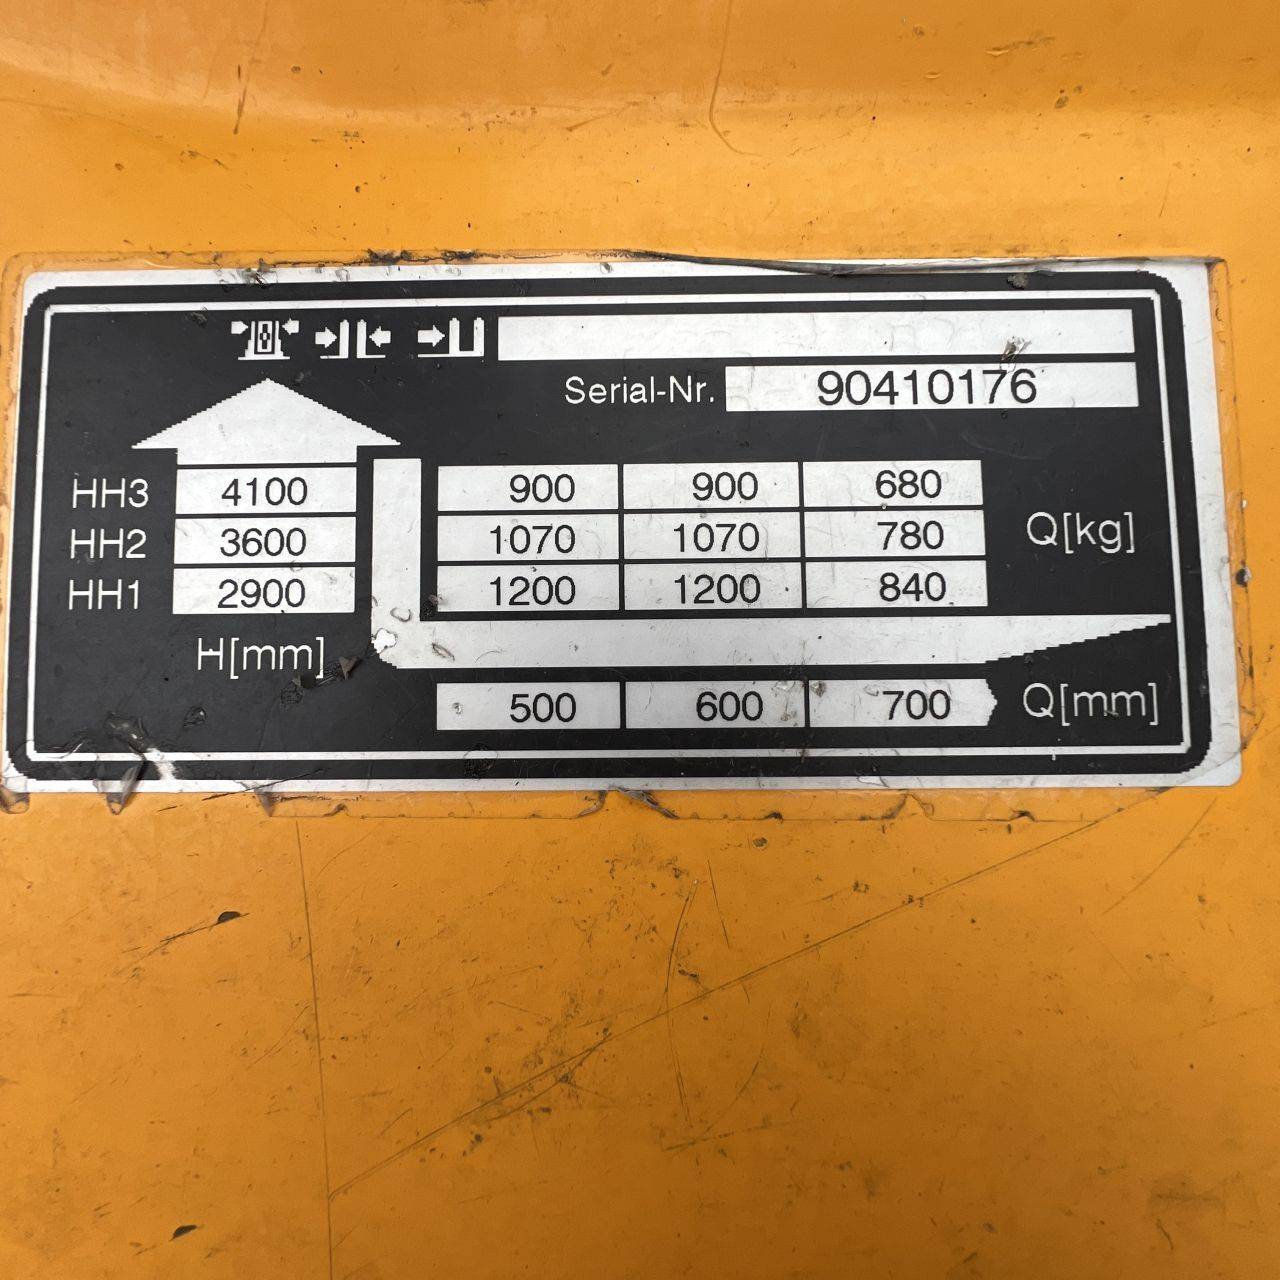 Serial-Nr. 90410176
HH3 4100 900 900 680
HH2 3600 1070 1070 780 Q[kg]
HH1 2900 1200 1200 840
H[mm]
500 600 700 Q[mm]